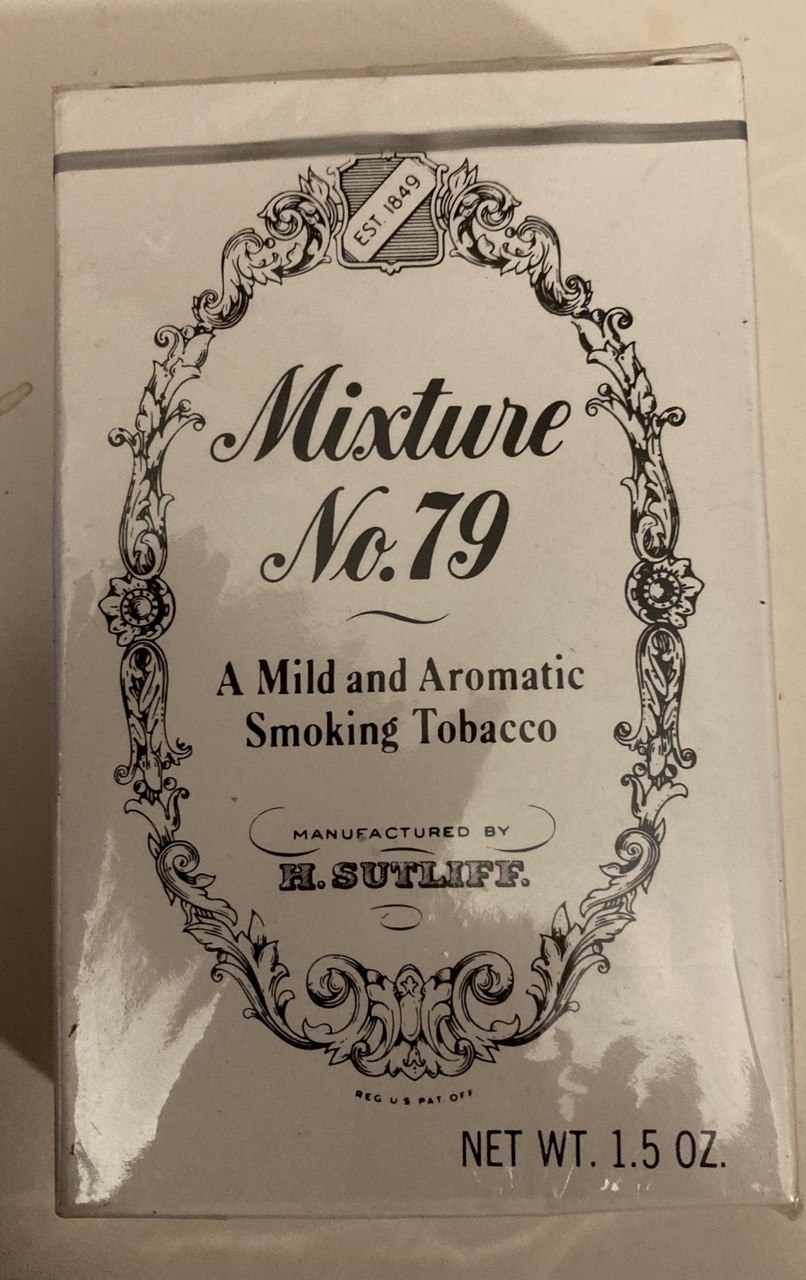 EST. 1849
Mixture
No. 79
A Mild and Aromatic
Smoking Tobacco
MANUFACTURED BY
H. SUTLIFF.
REG U S PAT OFF
NET WT. 1.5 OZ.